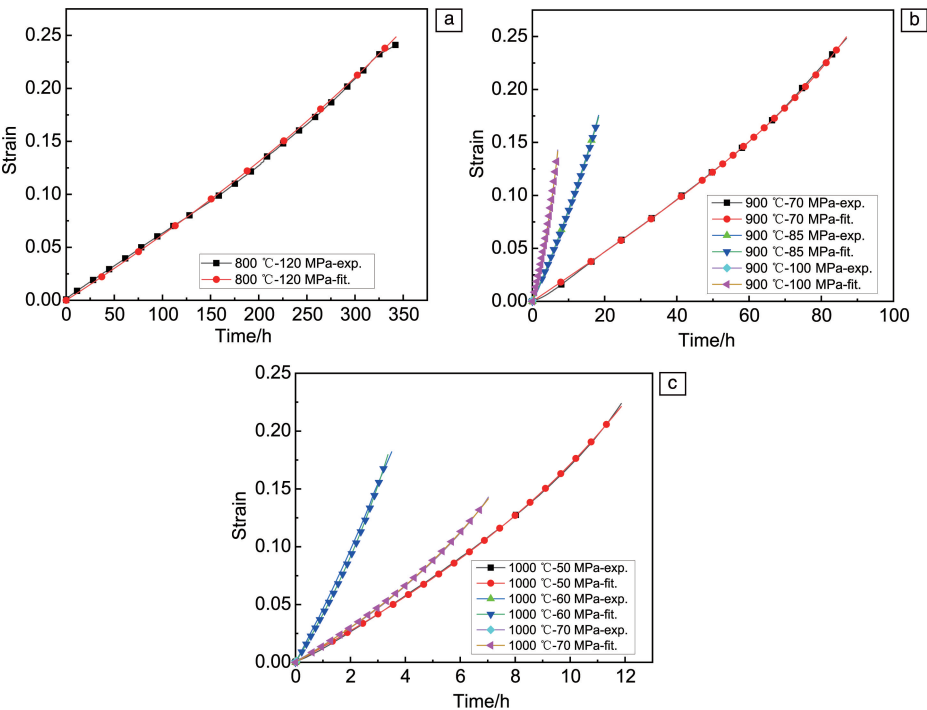 a
0.25
0.20
0.15
0.10
0.05
0.00
Strain
800 ℃-120 MPa-exp.
800 ℃-120 MPa-fit.
0 50 100 150 200 250 300 350
Time/h
b
0.25
0.20
0.15
0.10
0.05
0.00
Strain
900 ℃-70 MPa-exp.
900 ℃-70 MPa-fit.
900 ℃-85 MPa-exp.
900 ℃-85 MPa-fit.
900 ℃-100 MPa-exp.
900 ℃-100 MPa-fit.
0 20 40 60 80 100
Time/h
c
0.25
0.20
0.15
0.10
0.05
0.00
Strain
1000 ℃-50 MPa-exp.
1000 ℃-50 MPa-fit.
1000 ℃-60 MPa-exp.
1000 ℃-60 MPa-fit.
1000 ℃-70 MPa-exp.
1000 ℃-70 MPa-fit.
0 2 4 6 8 10 12
Time/h